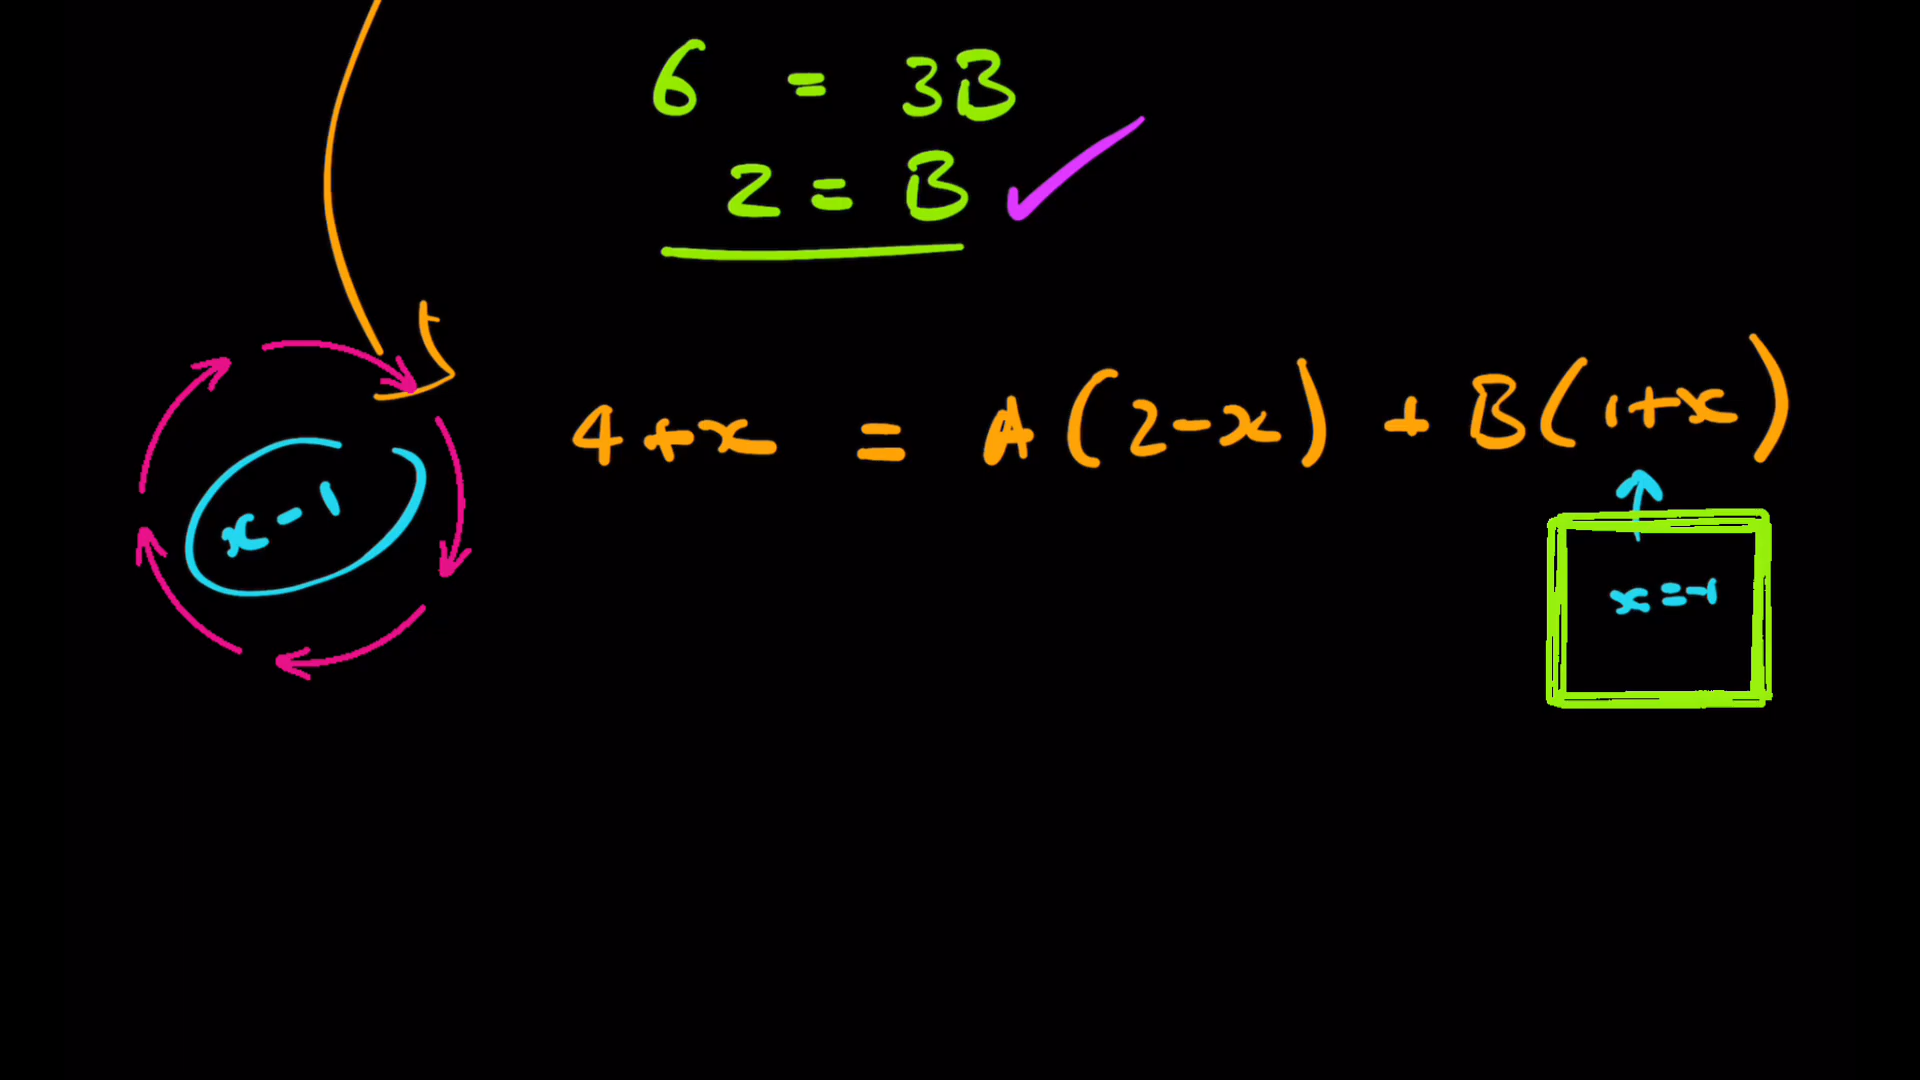 6 = 3B
2 = B
4+x = A(2-x) + B(1+x)
x-1
x=-1